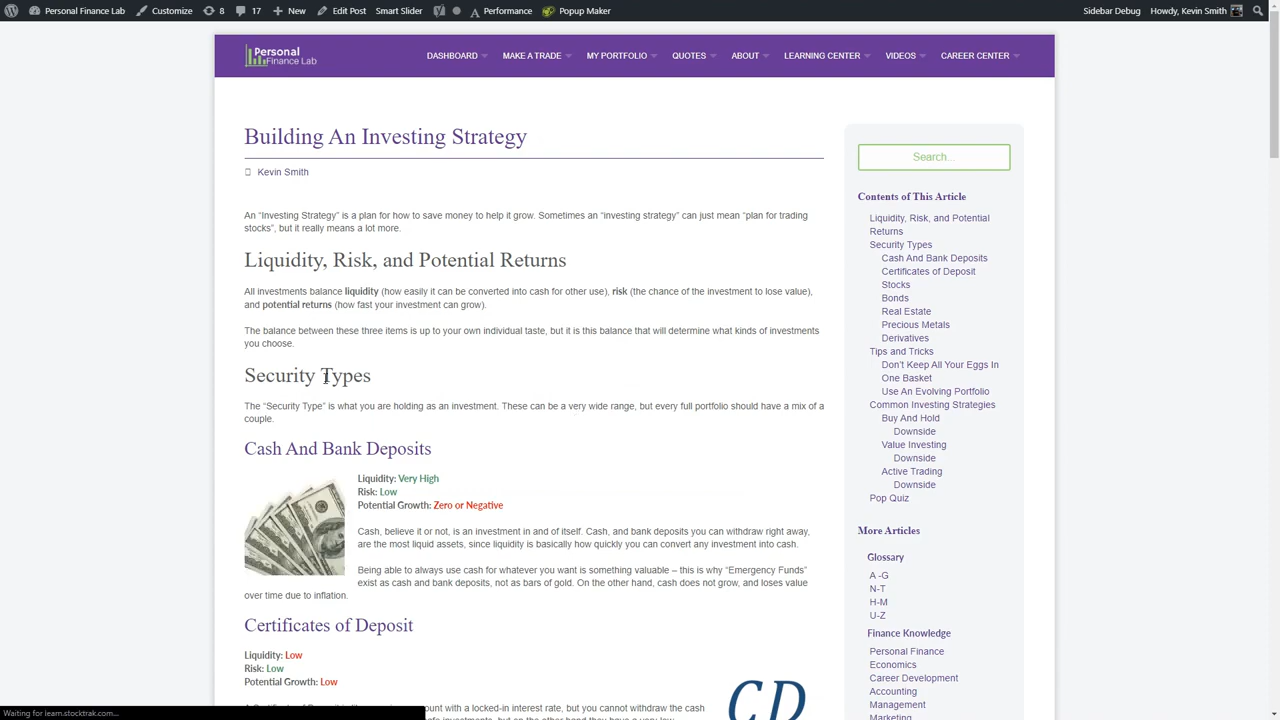 Customize 8 17 New Edit Post Smart Slider Performance Popup Maker Sidebar Debug Howdy, Kevin Smith
Personal
Finance Lab
DASHBOARD MAKE A TRADE MY PORTFOLIO QUOTES ABOUT LEARNING CENTER VIDEOS CAREER CENTER
Building An Investing Strategy
Kevin Smith
An “Investing Strategy” is a plan for how to save money to help it grow. Sometimes an “investing strategy” can just mean “plan for trading
stocks”, but it really means a lot more.
Liquidity, Risk, and Potential Returns
All investments balance liquidity (how easily it can be converted into cash for other use), risk (the chance of the investment to lose value),
and potential returns (how fast your investment can grow).
The balance between these three items is up to your own individual taste, but it is this balance that will determine what kinds of investments
you choose.
Security Types
The “Security Type” is what you are holding as an investment. These can be a very wide range, but every full portfolio should have a mix of a
couple.
Cash And Bank Deposits
Liquidity: Very High
Risk: Low
Potential Growth: Zero or Negative
Cash, believe it or not, is an investment in and of itself. Cash, and bank deposits you can withdraw right away,
are the most liquid assets, since liquidity is basically how quickly you can convert any investment into cash.
Being able to always use cash for whatever you want is something valuable – this is why “Emergency Funds”
exist as cash and bank deposits, not as bars of gold. On the other hand, cash does not grow, and loses value
over time due to inflation.
Certificates of Deposit
Liquidity: Low
Risk: Low
Potential Growth: Low
CD
ount with a locked-in interest rate, but you cannot withdraw the cash
Waiting for learn.stocktrak.com...
Search...
Contents of This Article
Liquidity, Risk, and Potential
Returns
Security Types
Cash And Bank Deposits
Certificates of Deposit
Stocks
Bonds
Real Estate
Precious Metals
Derivatives
Tips and Tricks
Don’t Keep All Your Eggs In
One Basket
Use An Evolving Portfolio
Common Investing Strategies
Buy And Hold
Downside
Value Investing
Downside
Active Trading
Downside
Pop Quiz
More Articles
Glossary
A -G
N-T
H-M
U-Z
Finance Knowledge
Personal Finance
Economics
Career Development
Accounting
Management
Marketing